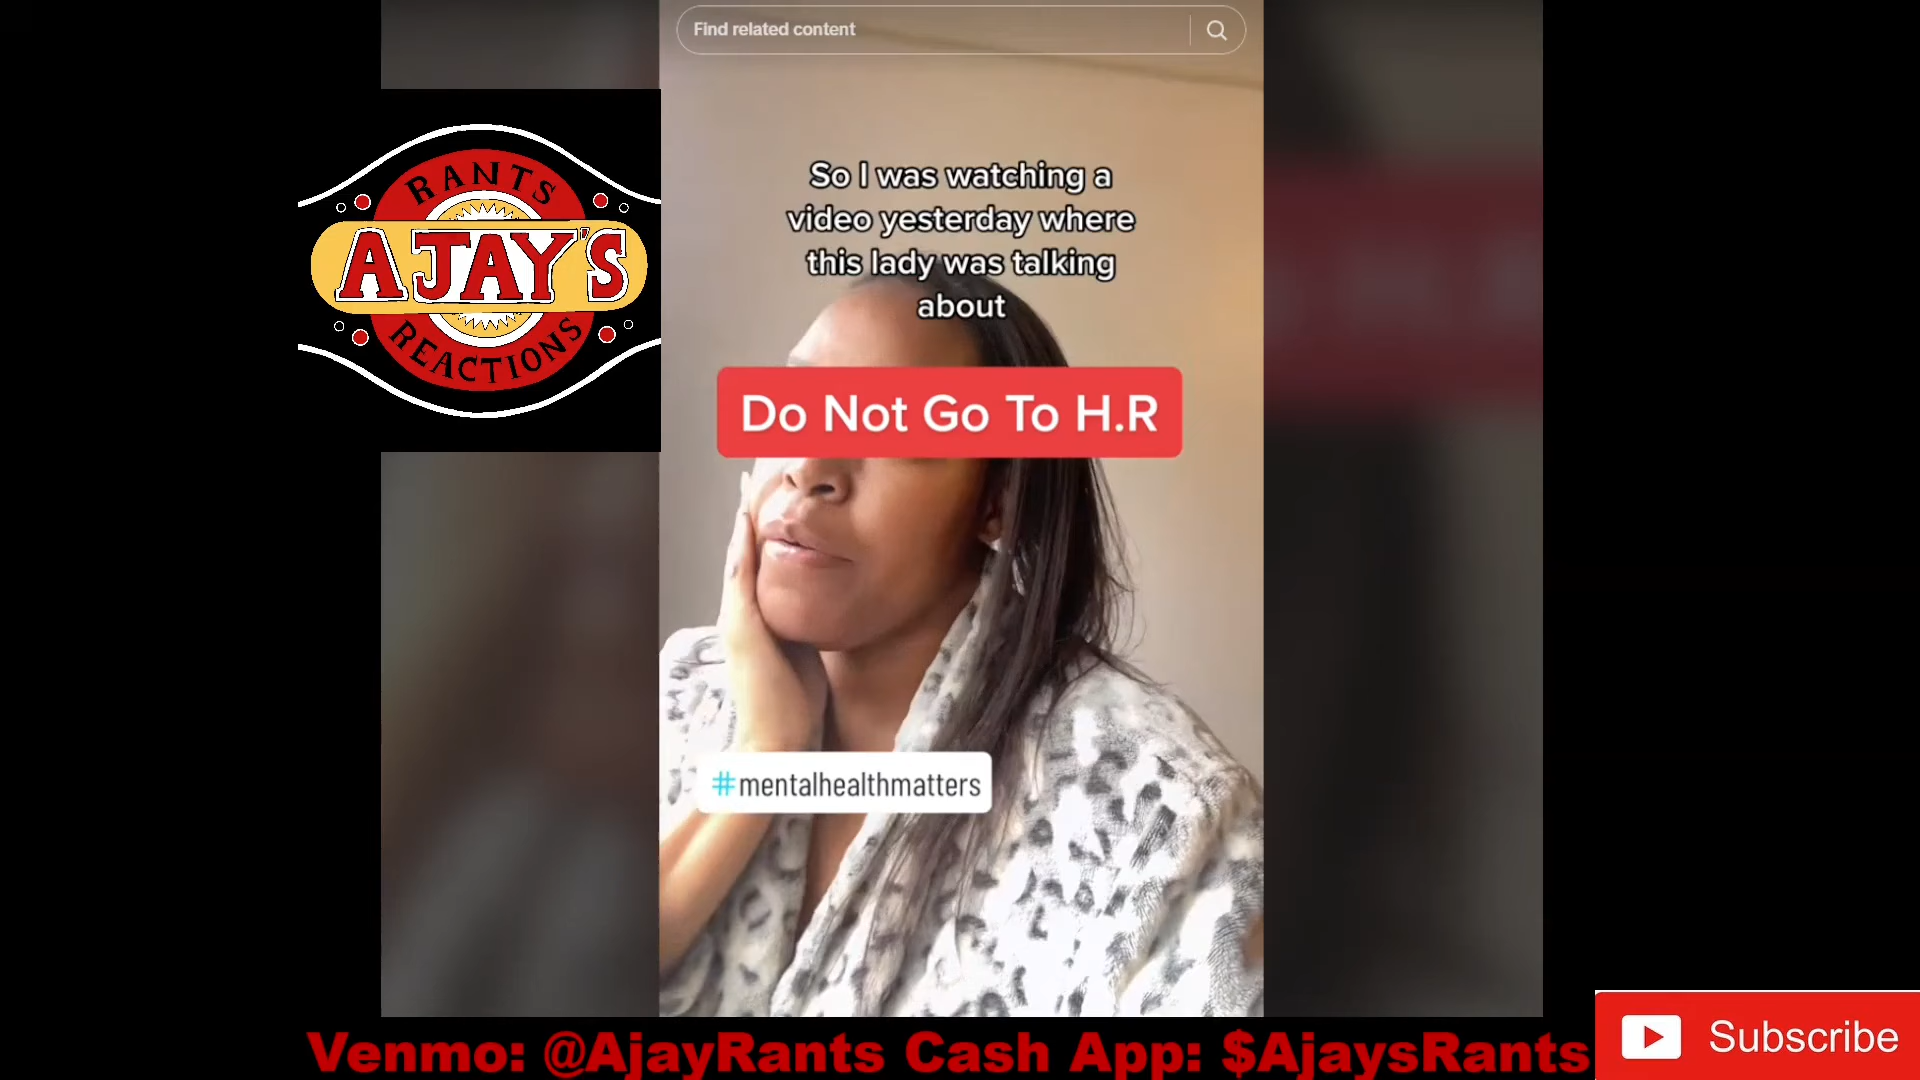 Find related content
RANTS
AJAY'S
REACTIONS
So I was watching a
video yesterday where
this lady was talking
about
Do Not Go To H.R
#mentalhealthmatters
Venmo: @AjayRants Cash App: $AjaysRants
Subscribe